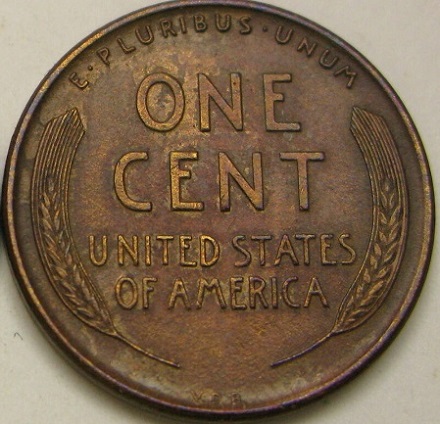 E·PLURIBUS·UNUM
ONE
CENT
UNITED STATES
OF AMERICA
V.D.B.